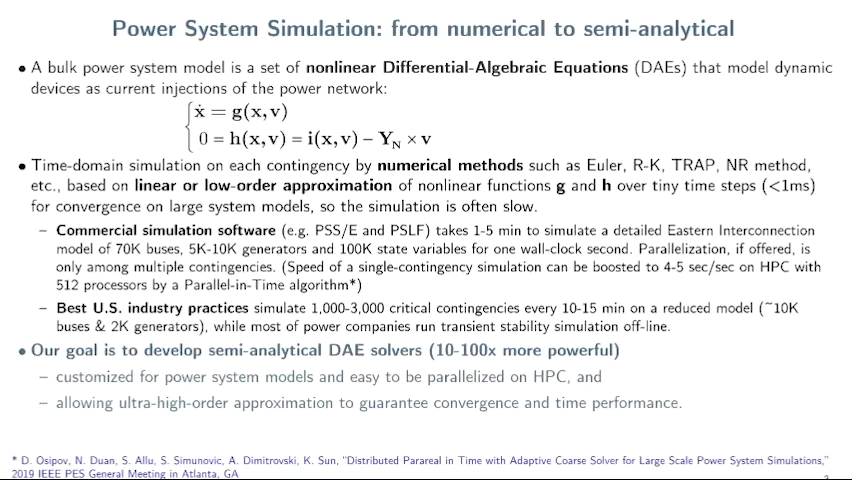 Power System Simulation: from numerical to semi-analytical
• A bulk power system model is a set of nonlinear Differential-Algebraic Equations (DAEs) that model dynamic
devices as current injections of the power network:
ẋ = g(x, v)
0 = h(x, v) = i(x, v) − Y_N × v
• Time-domain simulation on each contingency by numerical methods such as Euler, R-K, TRAP, NR method,
etc., based on linear or low-order approximation of nonlinear functions g and h over tiny time steps (<1ms)
for convergence on large system models, so the simulation is often slow.
– Commercial simulation software (e.g. PSS/E and PSLF) takes 1-5 min to simulate a detailed Eastern Interconnection
model of 70K buses, 5K-10K generators and 100K state variables for one wall-clock second. Parallelization, if offered, is
only among multiple contingencies. (Speed of a single-contingency simulation can be boosted to 4-5 sec/sec on HPC with
512 processors by a Parallel-in-Time algorithm*)
– Best U.S. industry practices simulate 1,000-3,000 critical contingencies every 10-15 min on a reduced model (~10K
buses & 2K generators), while most of power companies run transient stability simulation off-line.
• Our goal is to develop semi-analytical DAE solvers (10-100x more powerful)
– customized for power system models and easy to be parallelized on HPC, and
– allowing ultra-high-order approximation to guarantee convergence and time performance.
* D. Osipov, N. Duan, S. Allu, S. Simunovic, A. Dimitrovski, K. Sun, "Distributed Parareal in Time with Adaptive Coarse Solver for Large Scale Power System Simulations,"
2019 IEEE PES General Meeting in Atlanta, GA